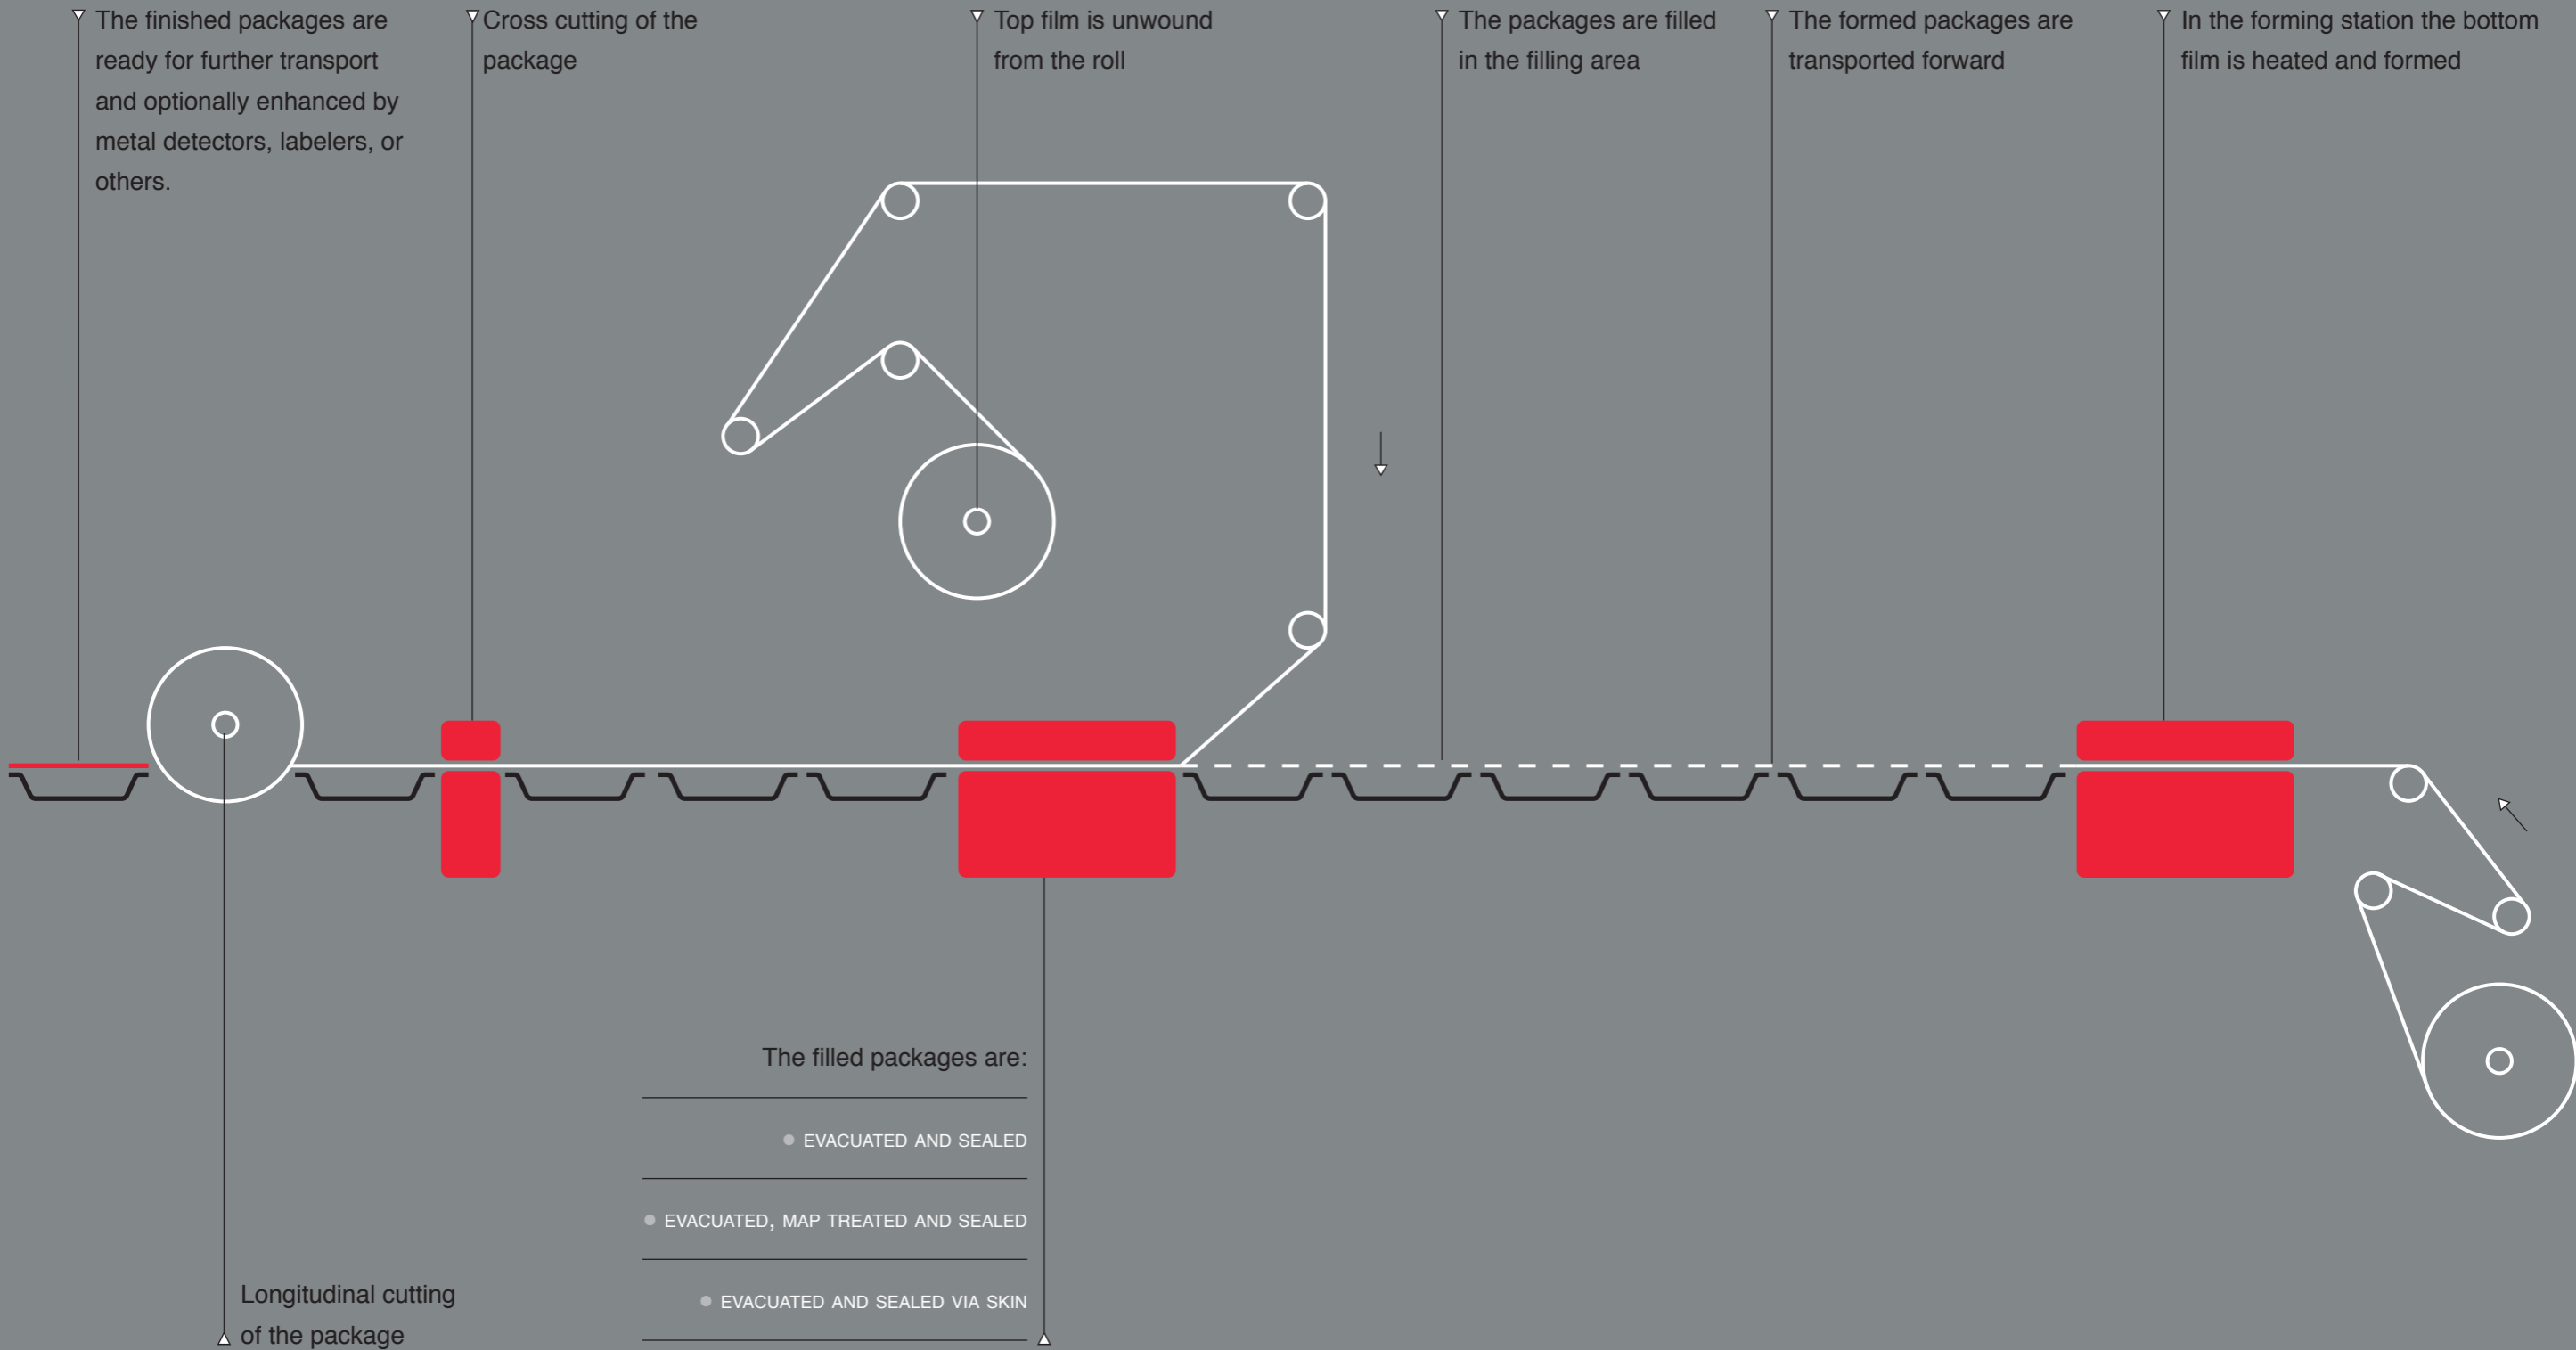 The finished packages are
ready for further transport
and optionally enhanced by
metal detectors, labelers, or
others.
Cross cutting of the
package
Top film is unwound
from the roll
The packages are filled
in the filling area
The formed packages are
transported forward
In the forming station the bottom
film is heated and formed
The filled packages are:
● EVACUATED AND SEALED
● EVACUATED, MAP TREATED AND SEALED
● EVACUATED AND SEALED VIA SKIN
Longitudinal cutting
of the package